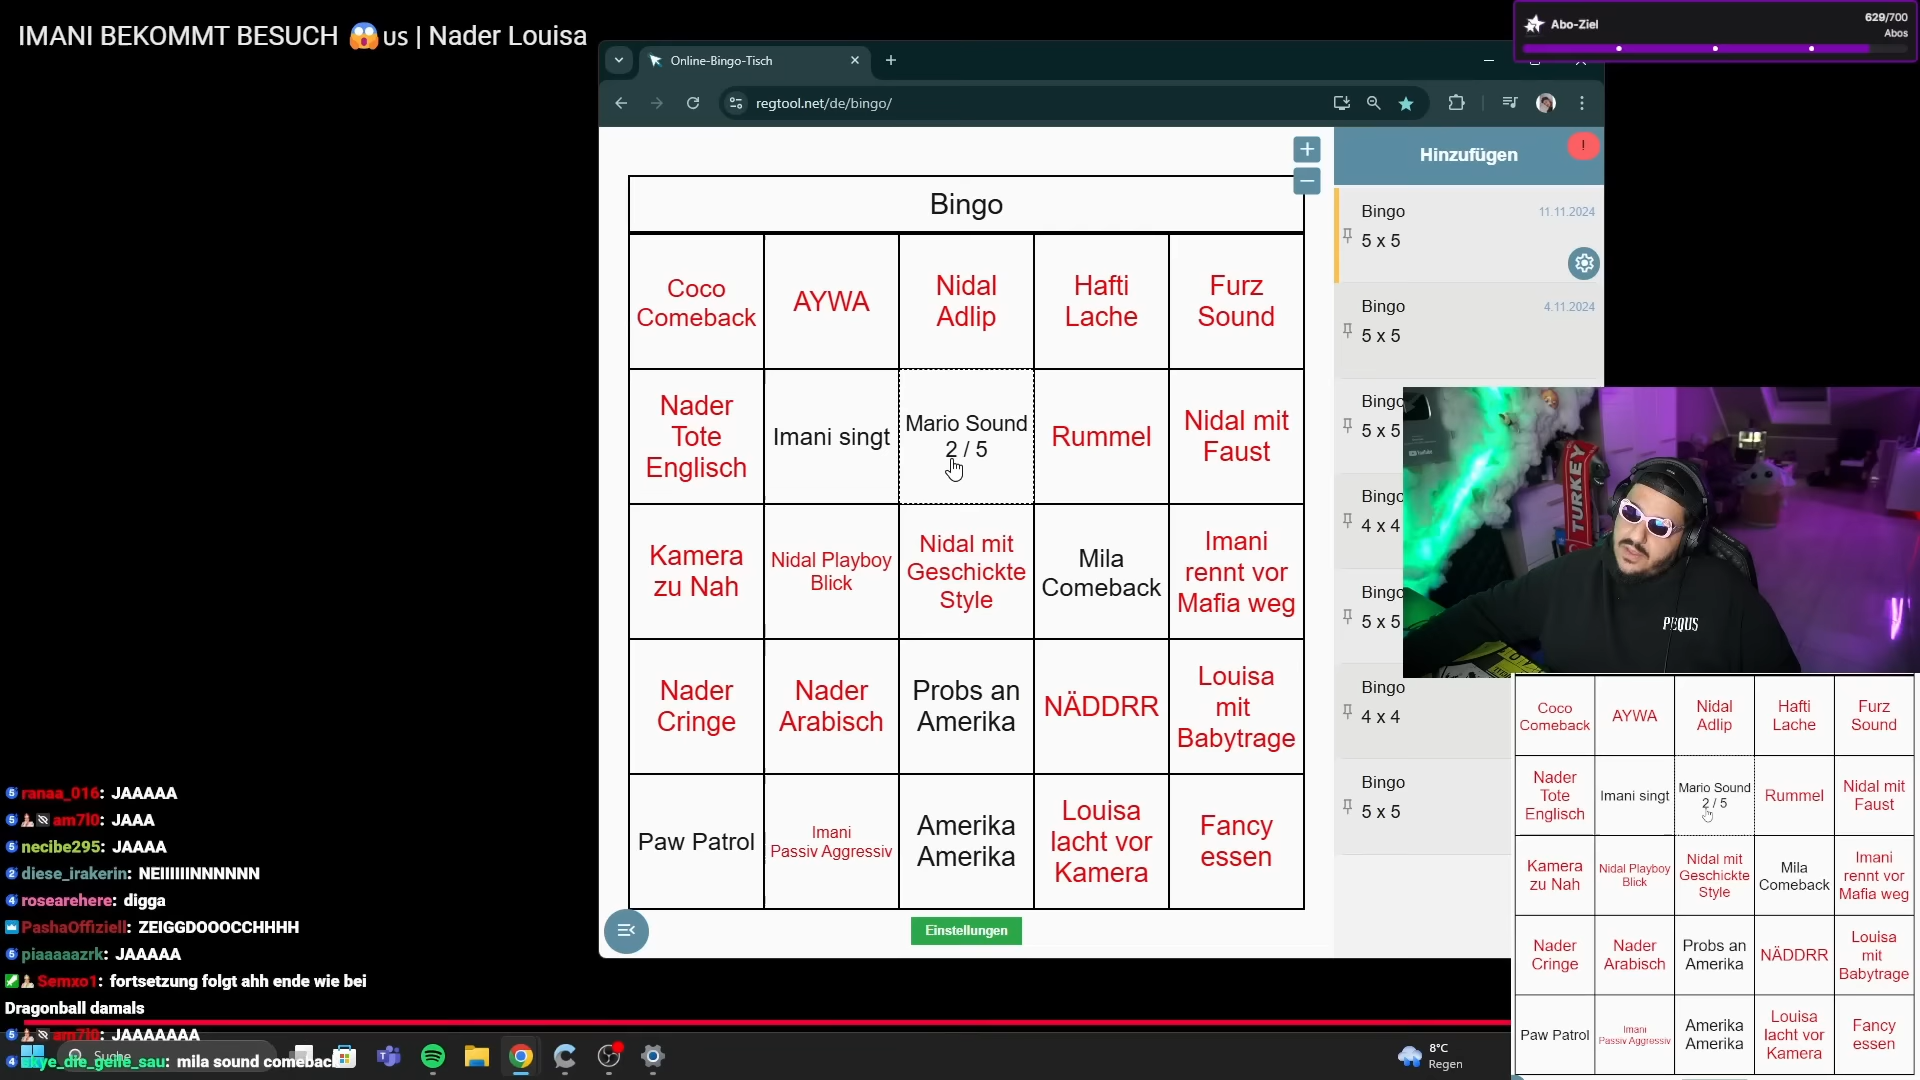 IMANI BEKOMMT BESUCH 😱 us | Nader Louisa
Abo-Ziel
629/700
Abos
Online-Bingo-Tisch
regtool.net/de/bingo/
Bingo
Coco Comeback
AYWA
Nidal Adlip
Hafti Lache
Furz Sound
Nader Tote Englisch
Imani singt
Mario Sound 2 / 5
Rummel
Nidal mit Faust
Kamera zu Nah
Nidal Playboy Blick
Nidal mit Geschickte Style
Mila Comeback
Imani rennt vor Mafia weg
Nader Cringe
Nader Arabisch
Probs an Amerika
NÄDDRR
Louisa mit Babytrage
Paw Patrol
Imani Passiv Aggressiv
Amerika Amerika
Louisa lacht vor Kamera
Fancy essen
Einstellungen
Hinzufügen
!
Bingo
11.11.2024
5 x 5
Bingo
4.11.2024
5 x 5
Bingo
5 x 5
Bingo
4 x 4
5 x 5
Bingo
4 x 4
Bingo
5 x 5
TURKEY
PEQUS
Coco Comeback
AYWA
Nidal Adlip
Hafti Lache
Furz Sound
Nader Tote Englisch
Imani singt
Mario Sound 2 / 5
Rummel
Nidal mit Faust
Kamera zu Nah
Nidal Playboy Blick
Nidal mit Geschickte Style
Mila Comeback
Imani rennt vor Mafia weg
Nader Cringe
Nader Arabisch
Probs an Amerika
NÄDDRR
Louisa mit Babytrage
Paw Patrol
Imani Passiv Aggressiv
Amerika Amerika
Louisa lacht vor Kamera
Fancy essen
ranaa_016: JAAAAA
am7l0: JAAA
necibe295: JAAAA
diese_irakerin: NEIIIIIINNNNNN
rosearehere: digga
PashaOffiziell: ZEIGGDOOOCCHHHH
piaaaaazrk: JAAAAA
Semxo1: fortsetzung folgt ahh ende wie bei
Dragonball damals
am7l0: JAAAAAAA
skye_die_geile_sau: mila sound comeback
Suche
8°C
Regen